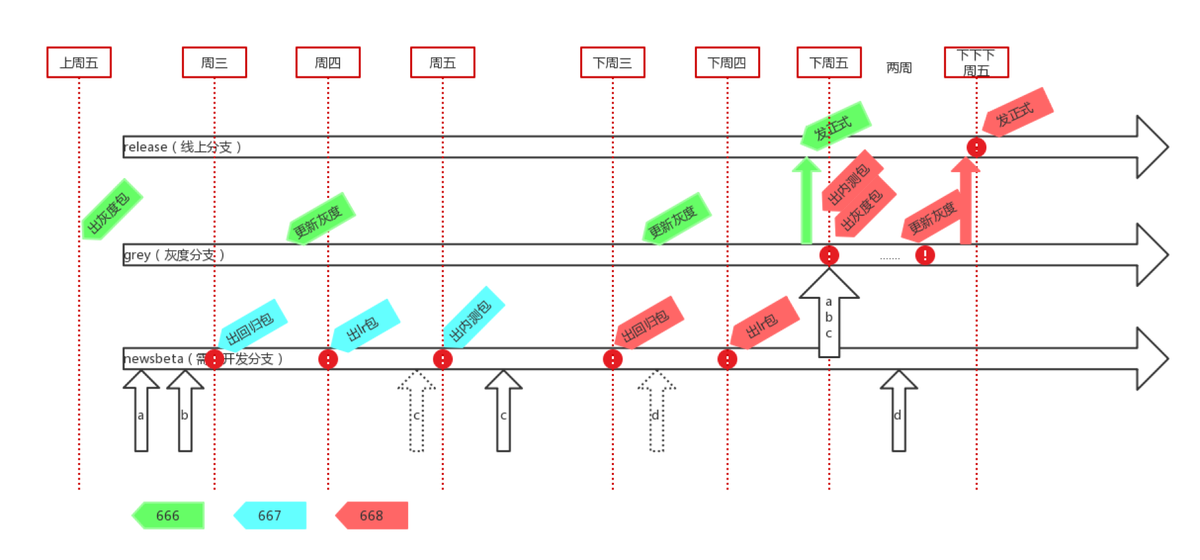 上周五
周三
周四
周五
下周三
下周四
下周五
两周
下下下
周五
发正式
发正式
release（线上分支）
出灰度包
更新灰度
更新灰度
出内测包
出灰度包
更新灰度
grey（灰度分支）
.......
a
b
c
出回归包
出lr包
出内测包
出回归包
出lr包
newsbeta（需 开发分支）
a
b
c
c
d
d
666
667
668